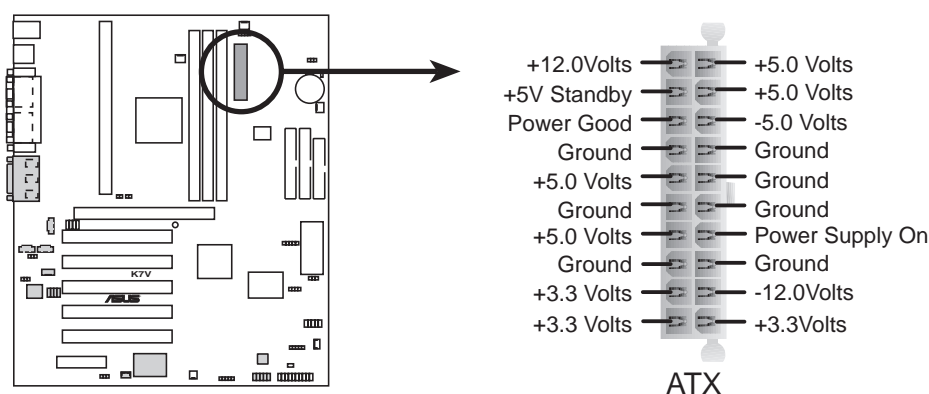 +12.0Volts +5.0 Volts
+5V Standby +5.0 Volts
Power Good -5.0 Volts
Ground Ground
+5.0 Volts Ground
Ground Ground
+5.0 Volts Power Supply On
Ground Ground
+3.3 Volts -12.0Volts
+3.3 Volts +3.3Volts
ATX
K7V
/SUS